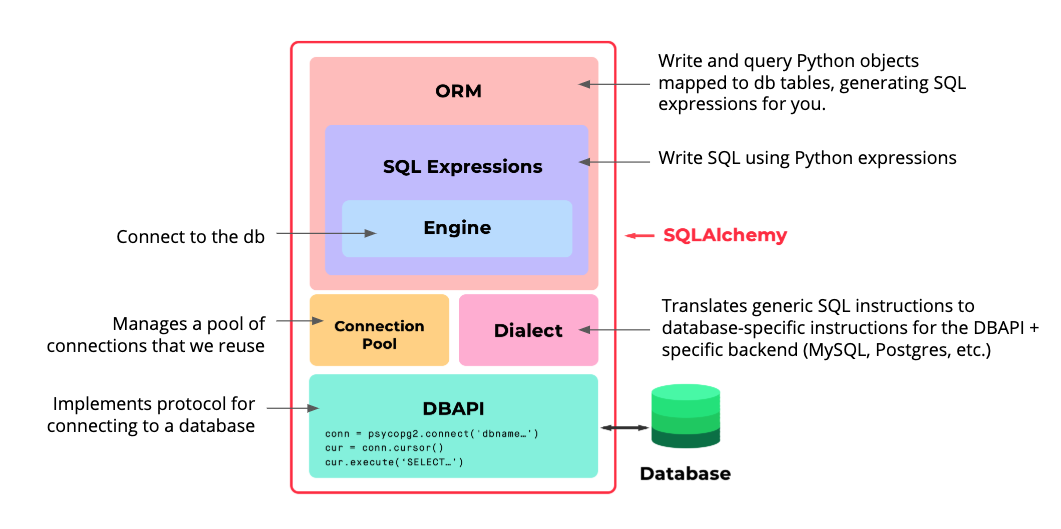 Write and query Python objects
mapped to db tables, generating SQL
expressions for you.
ORM
SQL Expressions
Write SQL using Python expressions
Engine
Connect to the db
SQLAlchemy
Manages a pool of
connections that we reuse
Connection
Pool
Dialect
Translates generic SQL instructions to
database-specific instructions for the DBAPI +
specific backend (MySQL, Postgres, etc.)
Implements protocol for
connecting to a database
DBAPI
conn = psycopg2.connect('dbname…')
cur = conn.cursor()
cur.execute('SELECT…')
Database